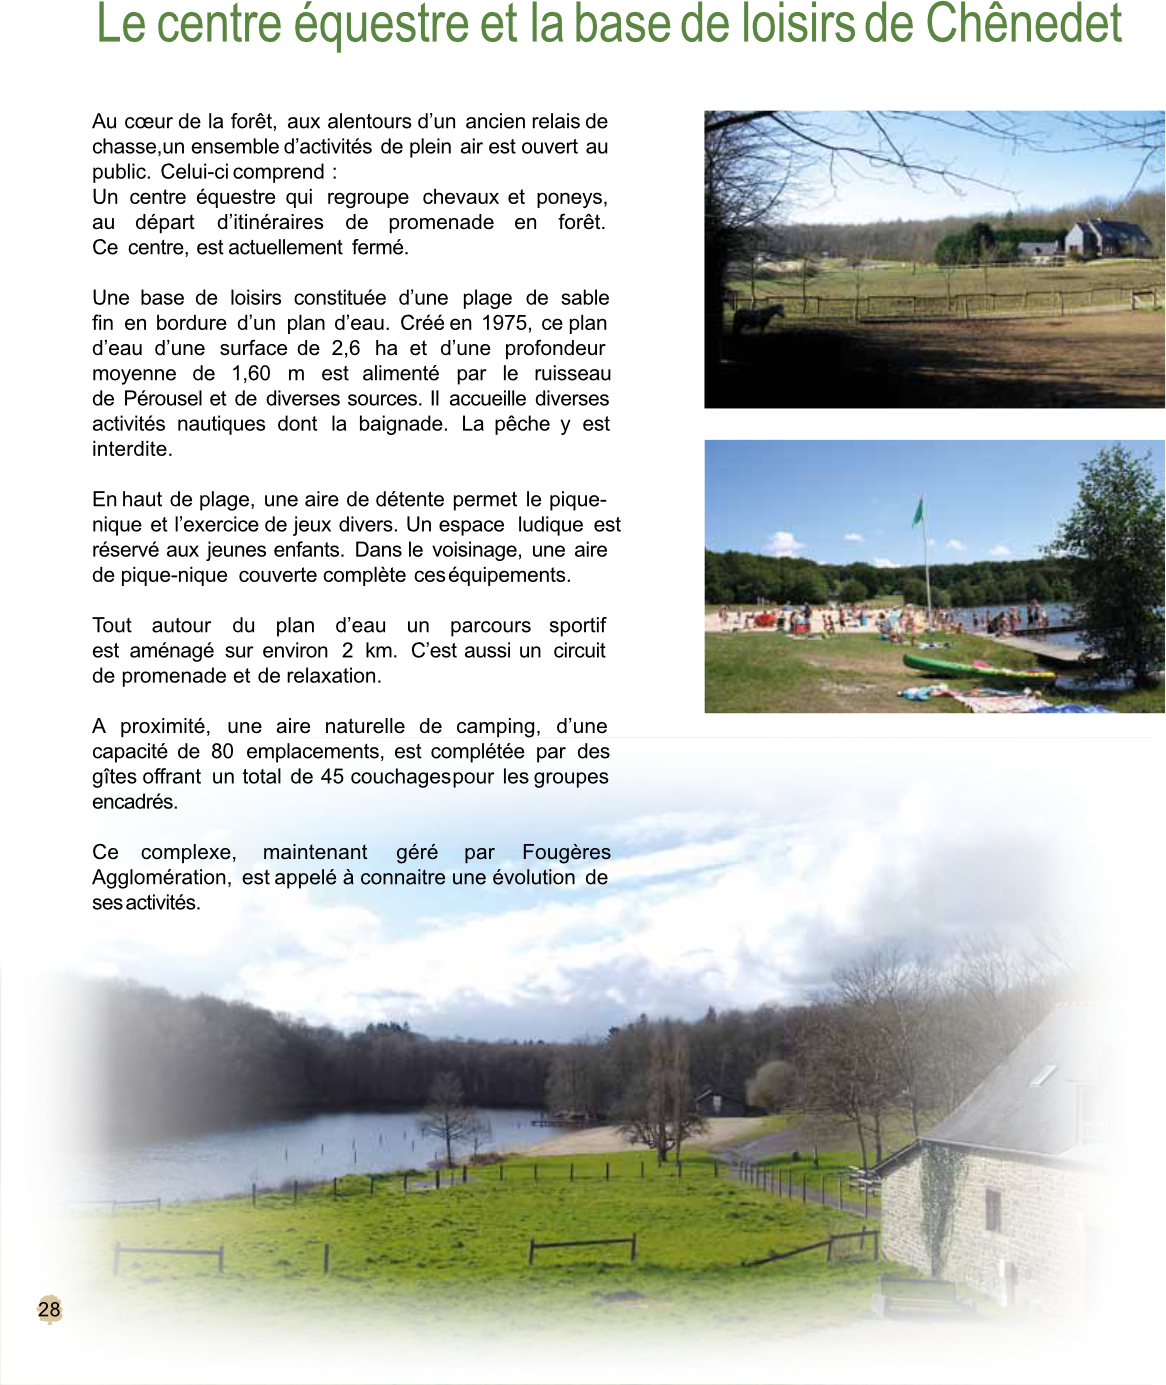 Le centre équestre et la base de loisirs de Chênedet
Au cœur de la forêt, aux alentours d’un ancien relais de
chasse,un ensemble d’activités de plein air est ouvert au
public. Celui-ci comprend :
Un centre équestre qui regroupe chevaux et poneys,
au départ d’itinéraires de promenade en forêt.
Ce centre, est actuellement fermé.
Une base de loisirs constituée d’une plage de sable
fin en bordure d’un plan d’eau. Créé en 1975, ce plan
d’eau d’une surface de 2,6 ha et d’une profondeur
moyenne de 1,60 m est alimenté par le ruisseau
de Pérousel et de diverses sources. Il accueille diverses
activités nautiques dont la baignade. La pêche y est
interdite.
En haut de plage, une aire de détente permet le pique-
nique et l’exercice de jeux divers. Un espace ludique est
réservé aux jeunes enfants. Dans le voisinage, une aire
de pique-nique couverte complète ces équipements.
Tout autour du plan d’eau un parcours sportif
est aménagé sur environ 2 km. C’est aussi un circuit
de promenade et de relaxation.
A proximité, une aire naturelle de camping, d’une
capacité de 80 emplacements, est complétée par des
gîtes offrant un total de 45 couchages pour les groupes
encadrés.
Ce complexe, maintenant géré par Fougères
Agglomération, est appelé à connaitre une évolution de
ses activités.
28